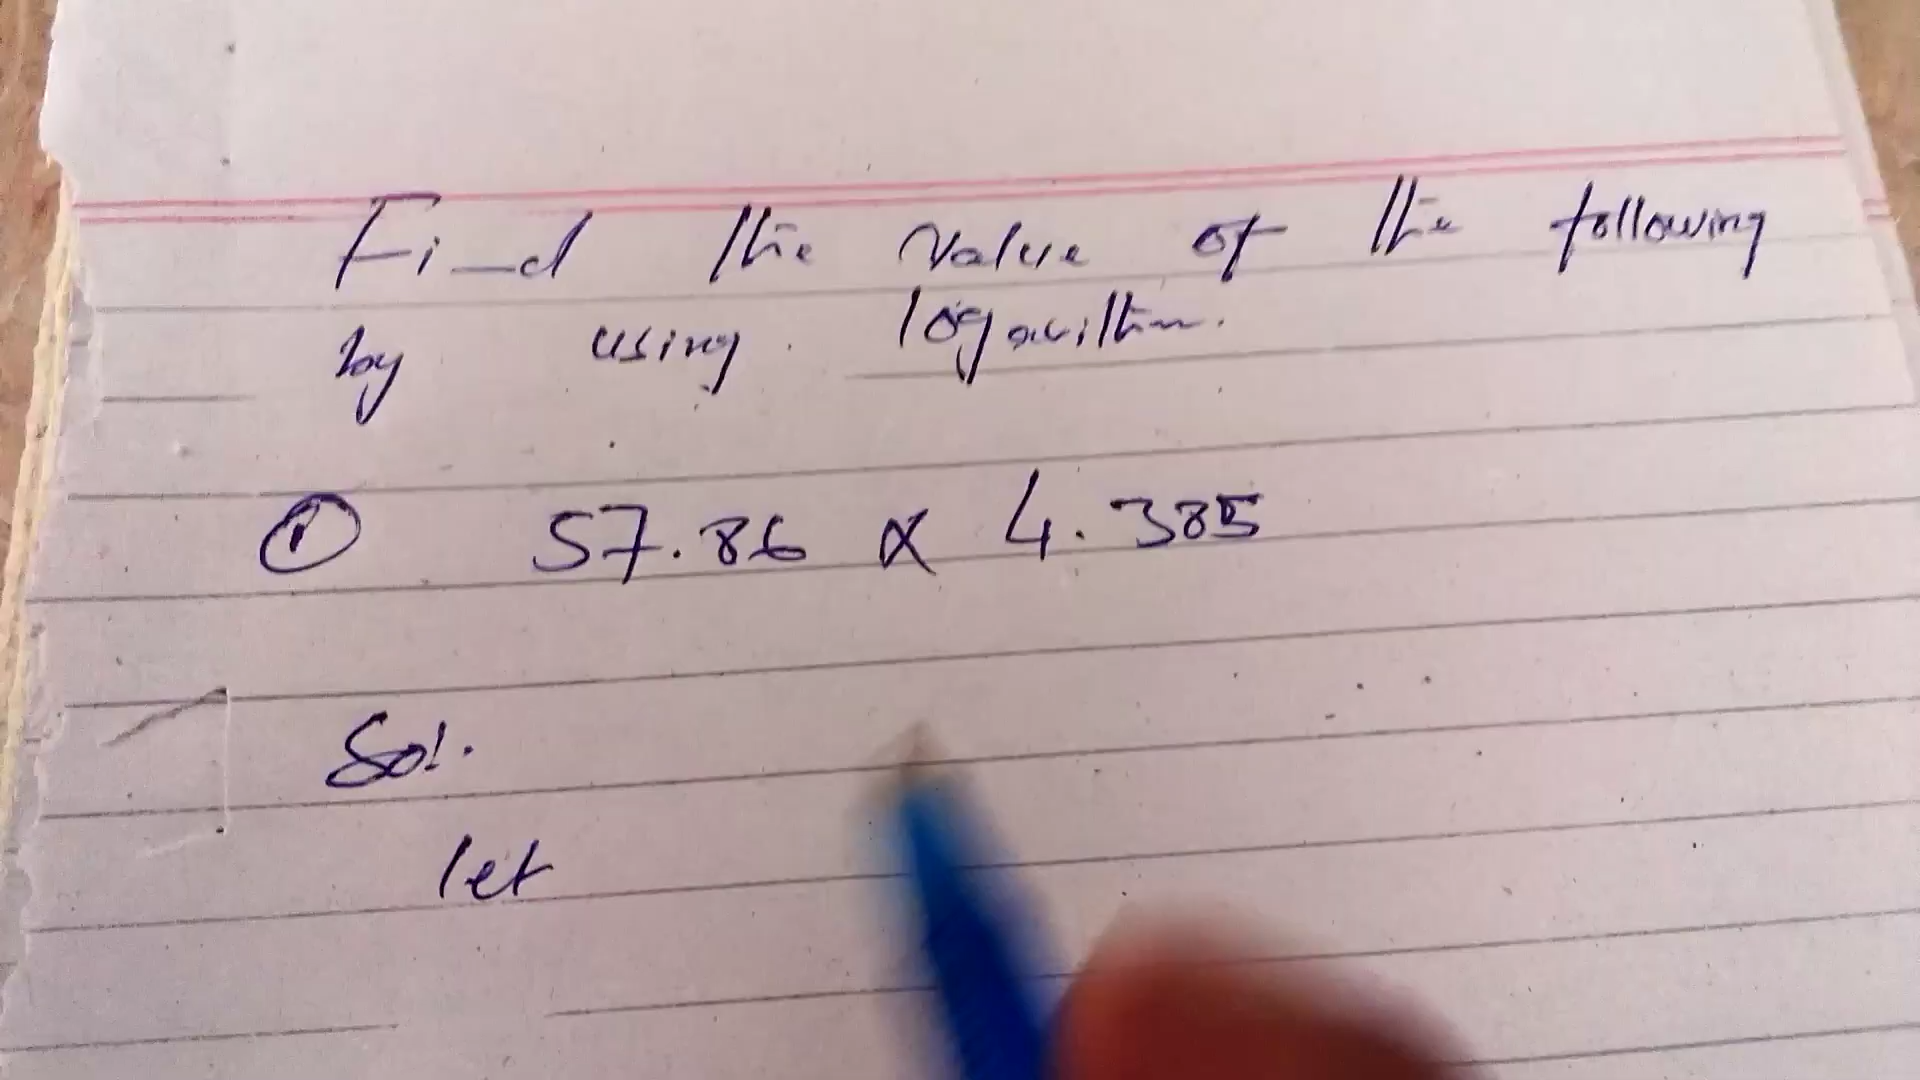 Find the value of the following
by using logarithm.
① 57.86 × 4.385
Sol.
let